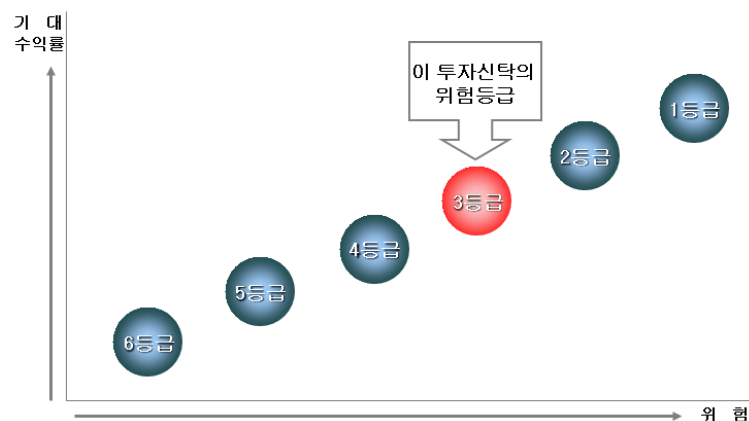 기 대
수익률
이 투자신탁의
위험등급
1등급
2등급
3등급
4등급
5등급
6등급
위 험